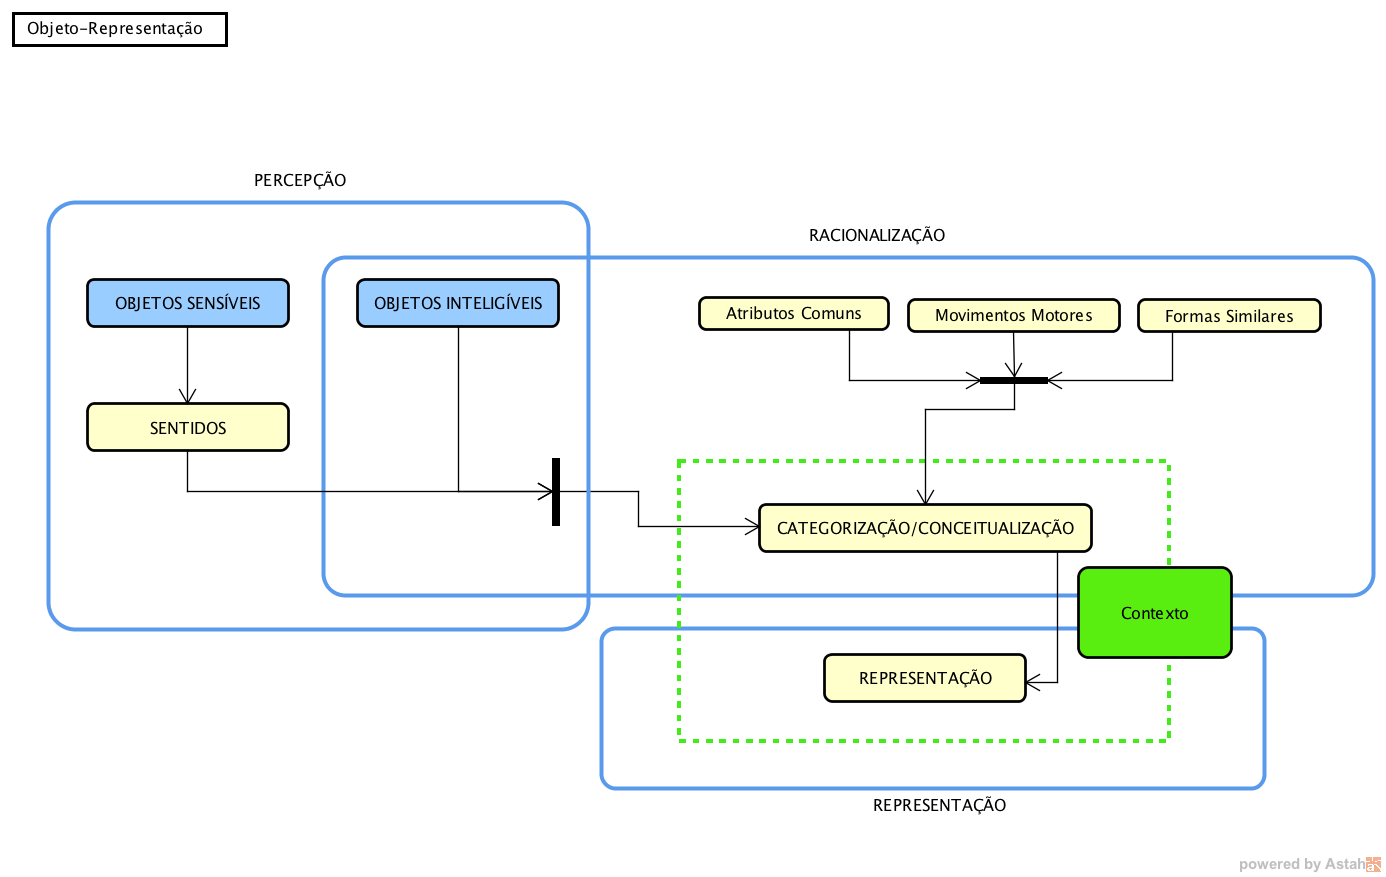 Objeto-Representação
PERCEPÇÃO
RACIONALIZAÇÃO
OBJETOS SENSÍVEIS
OBJETOS INTELIGÍVEIS
Atributos Comuns
Movimentos Motores
Formas Similares
SENTIDOS
CATEGORIZAÇÃO/CONCEITUALIZAÇÃO
Contexto
REPRESENTAÇÃO
REPRESENTAÇÃO
powered by Astah